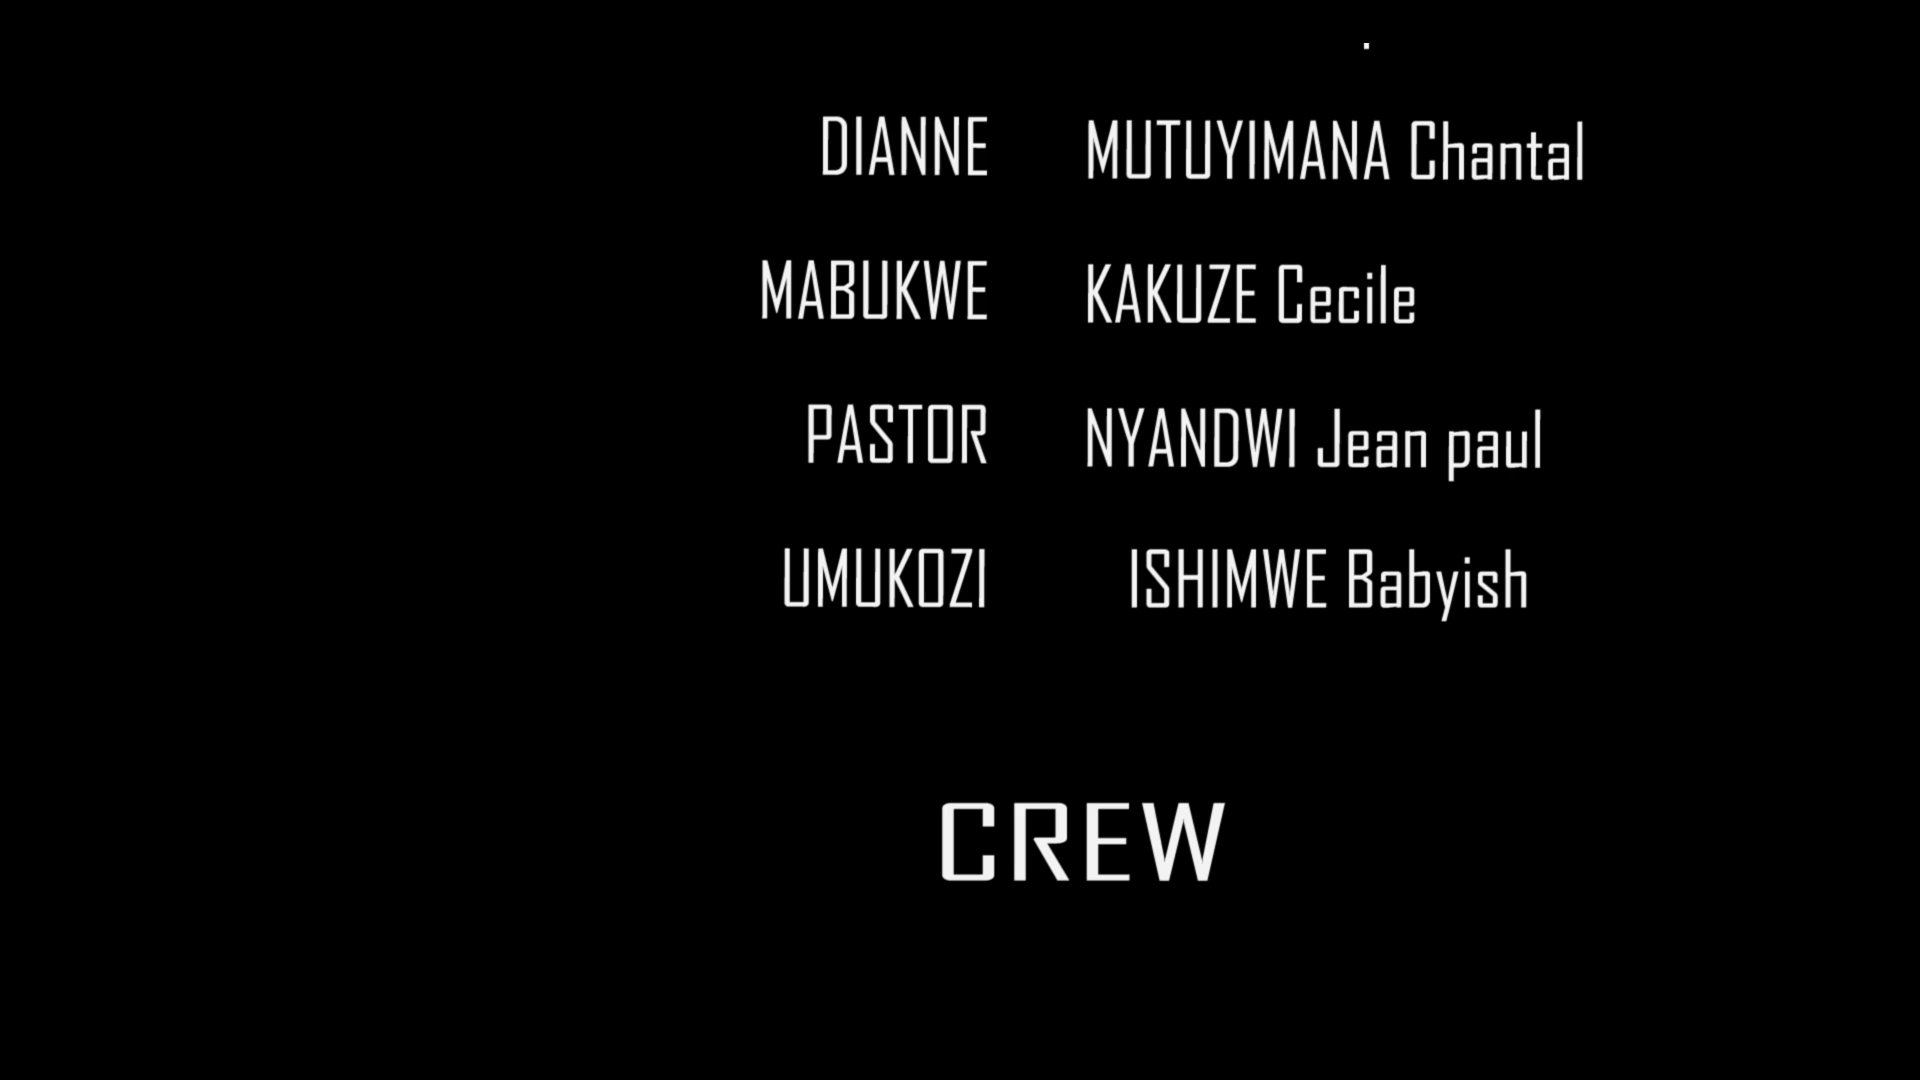 DIANNE MUTUYIMANA Chantal
MABUKWE KAKUZE Cecile
PASTOR NYANDWI Jean paul
UMUKOZI ISHIMWE Babyish
CREW